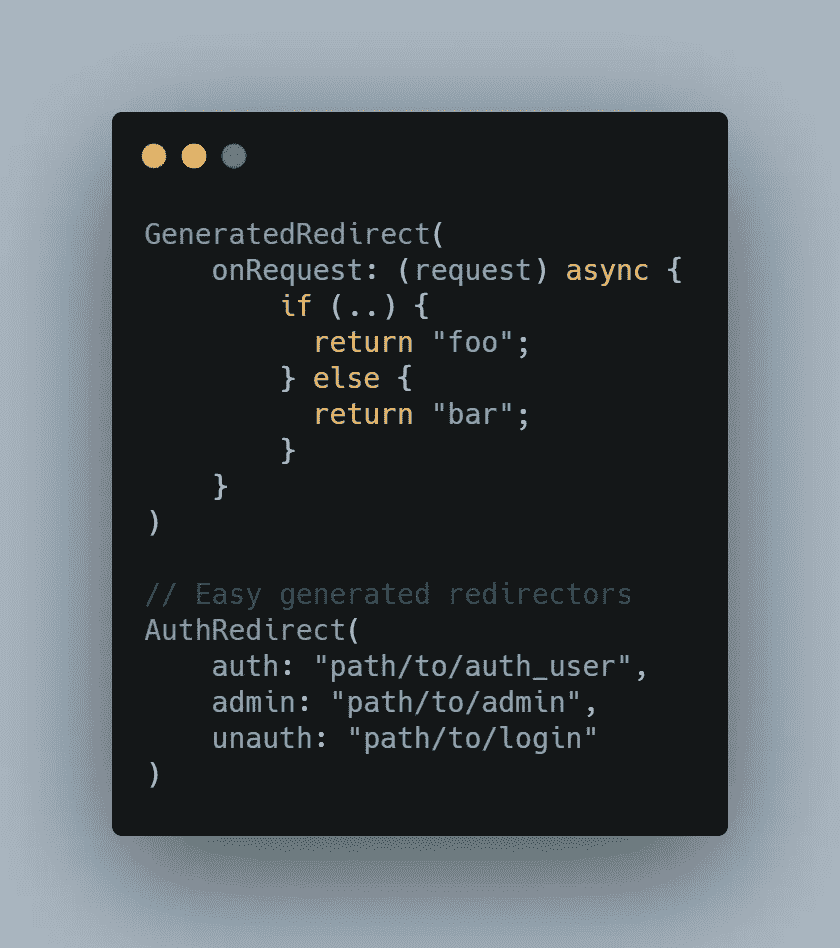 GeneratedRedirect(
    onRequest: (request) async {
        if (..) {
          return "foo";
        } else {
          return "bar";
        }
    }
)

// Easy generated redirectors
AuthRedirect(
    auth: "path/to/auth_user",
    admin: "path/to/admin",
    unauth: "path/to/login"
)